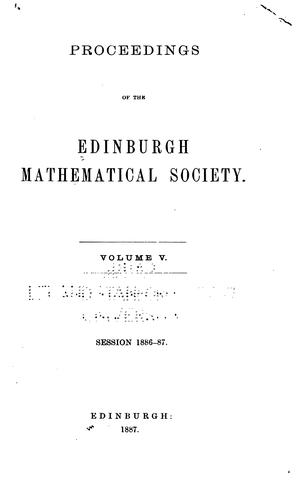 PROCEEDINGS
OF THE
EDINBURGH
MATHEMATICAL SOCIETY.
VOLUME V.
SESSION 1886–87.
EDINBURGH:
1887.